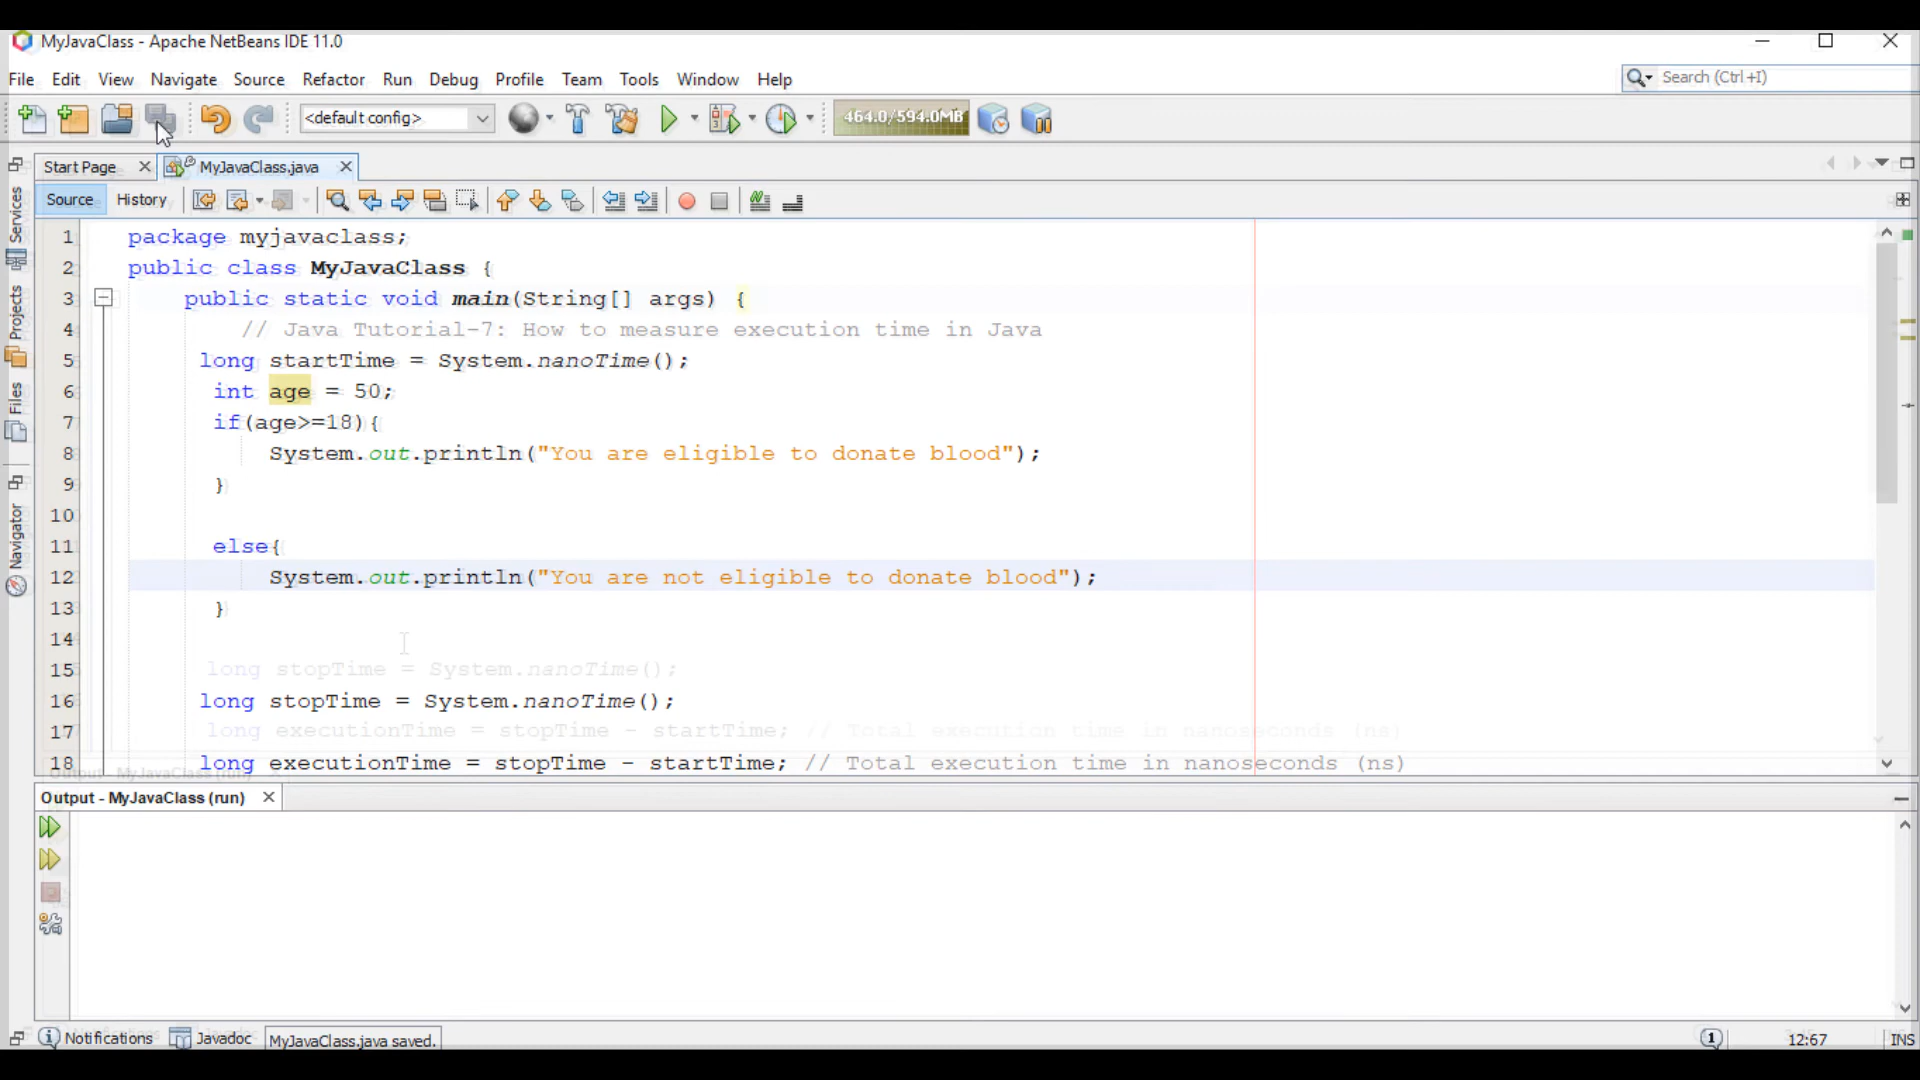 MyJavaClass - Apache NetBeans IDE 11.0
File Edit View Navigate Source Refactor Run Debug Profile Team Tools Window Help
Search (Ctrl+I)
<default config>
464.0/594.0MB
Start Page
MyJavaClass.java
Source History
Services
Projects
Files
Navigator
1 package myjavaclass;
2 public class MyJavaClass {
3 public static void main(String[] args) {
4 // Java Tutorial-7: How to measure execution time in Java
5 long startTime = System.nanoTime();
6 int age = 50;
7 if(age>=18){
8 System.out.println("You are eligible to donate blood");
9 }
10
11 else{
12 System.out.println("You are not eligible to donate blood");
13 }
14
15 long stopTime = System.nanoTime();
16 long stopTime = System.nanoTime();
17 long executionTime = stopTime - startTime; // Total execution time in nanoseconds (ns)
18 long executionTime = stopTime - startTime; // Total execution time in nanoseconds (ns)
Output - MyJavaClass (run)
Output - MyJavaClass (run)
Notifications Javadoc MyJavaClass.java saved. 1 12:67 INS